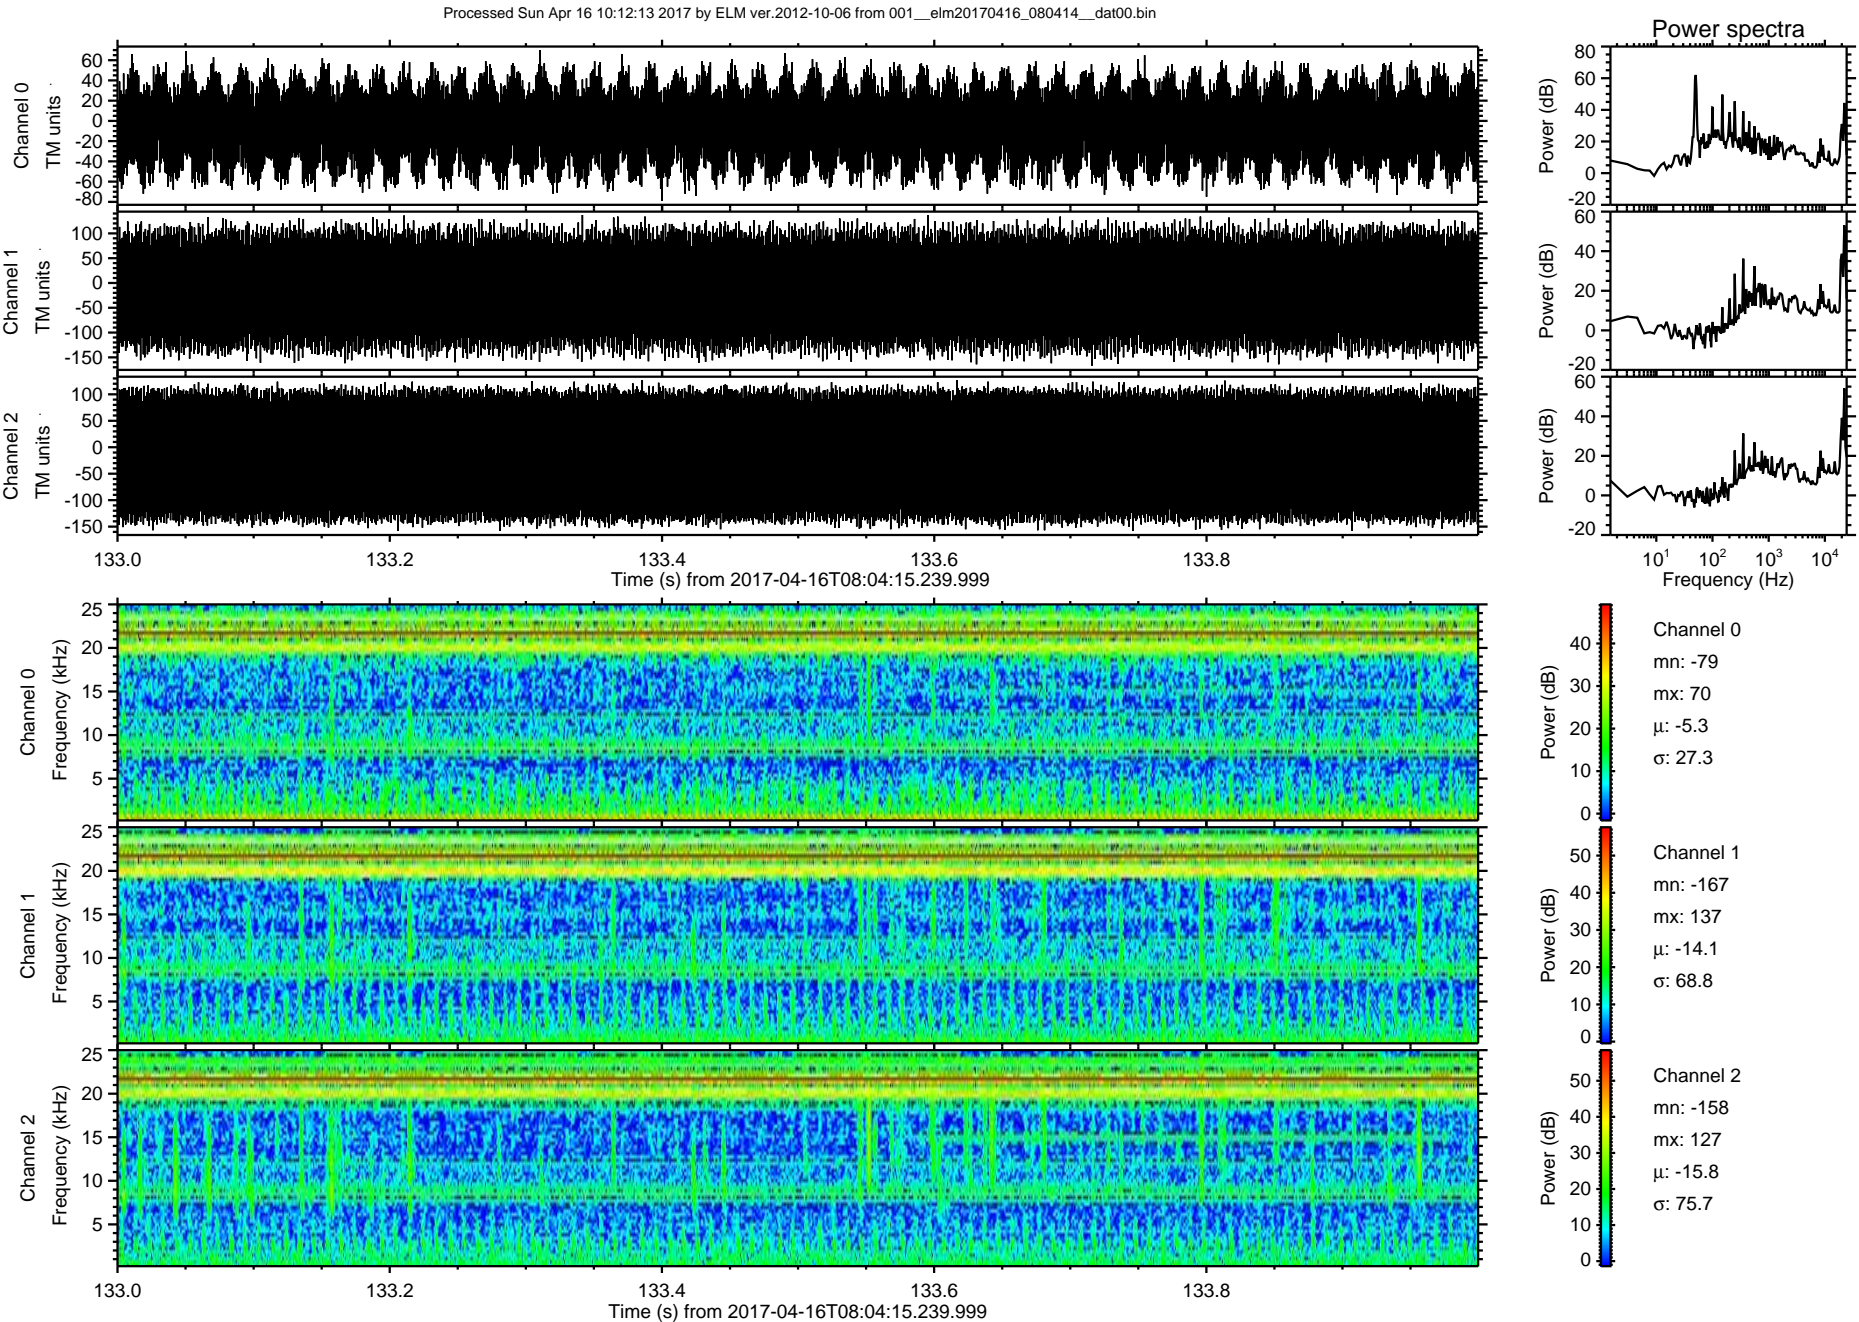 Processed Sun Apr 16 10:12:13 2017 by ELM ver.2012-10-06 from 001__elm20170416_080414__dat00.bin
Power spectra
Channel 0
TM units
60
40
20
0
-20
-40
-60
-80
Power (dB)
80
60
40
20
0
-20
Channel 1
TM units
100
50
0
-50
-100
-150
Power (dB)
60
40
20
0
-20
Channel 2
TM units
100
50
0
-50
-100
-150
Power (dB)
60
40
20
0
-20
133.0 133.2 133.4 133.6 133.8
Time (s) from 2017-04-16T08:04:15.239.999
10^1 10^2 10^3 10^4
Frequency (Hz)
Channel 0
Frequency (kHz)
25
20
15
10
5
Power (dB)
40
30
20
10
0
Channel 0
mn: -79
mx: 70
μ: -5.3
σ: 27.3
Channel 1
Frequency (kHz)
25
20
15
10
5
Power (dB)
50
40
30
20
10
0
Channel 1
mn: -167
mx: 137
μ: -14.1
σ: 68.8
Channel 2
Frequency (kHz)
25
20
15
10
5
Power (dB)
50
40
30
20
10
0
Channel 2
mn: -158
mx: 127
μ: -15.8
σ: 75.7
133.0 133.2 133.4 133.6 133.8
Time (s) from 2017-04-16T08:04:15.239.999